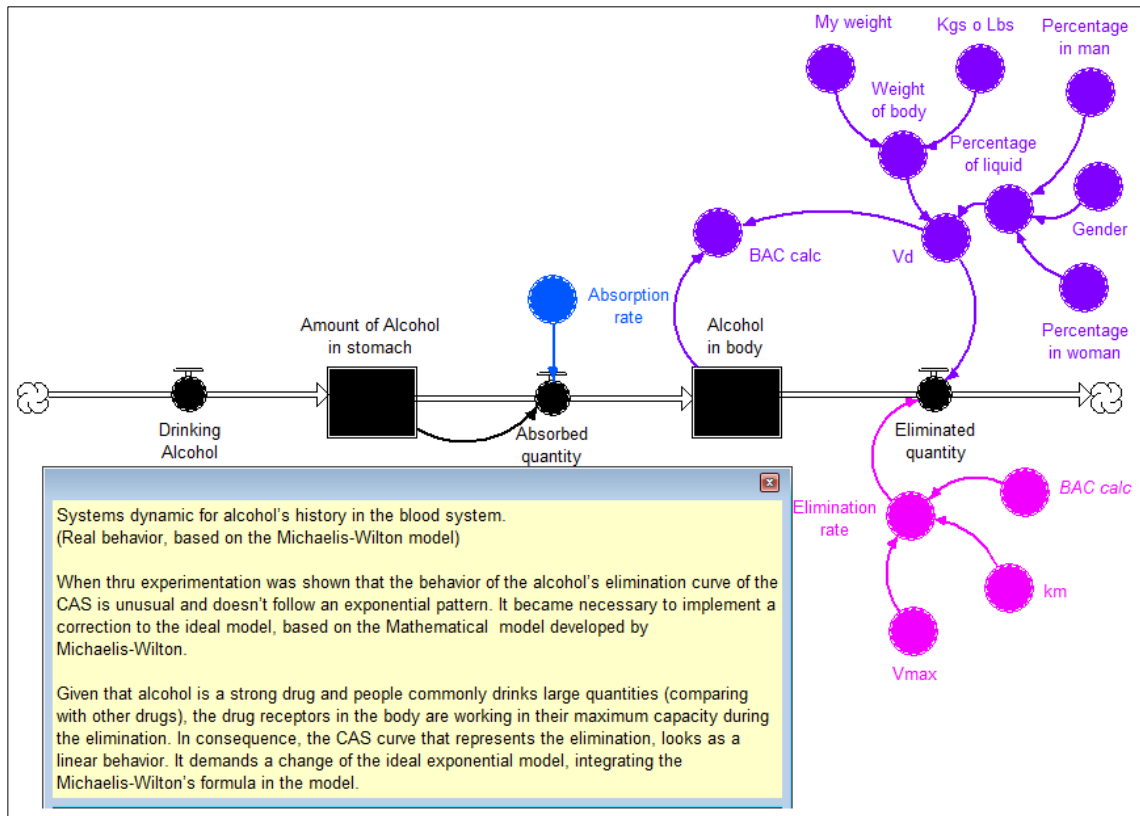 My weight
Kgs o Lbs
Percentage
in man
Weight
of body
Percentage
of liquid
Gender
BAC calc
Vd
Absorption
rate
Percentage
in woman
Amount of Alcohol
in stomach
Alcohol
in body
Drinking
Alcohol
Absorbed
quantity
Eliminated
quantity
Elimination
rate
BAC calc
km
Vmax
Systems dynamic for alcohol's history in the blood system.
(Real behavior, based on the Michaelis-Wilton model)
When thru experimentation was shown that the behavior of the alcohol's elimination curve of the
CAS is unusual and doesn't follow an exponential pattern. It became necessary to implement a
correction to the ideal model, based on the Mathematical model developed by
Michaelis-Wilton.
Given that alcohol is a strong drug and people commonly drinks large quantities (comparing
with other drugs), the drug receptors in the body are working in their maximum capacity during
the elimination. In consequence, the CAS curve that represents the elimination, looks as a
linear behavior. It demands a change of the ideal exponential model, integrating the
Michaelis-Wilton's formula in the model.